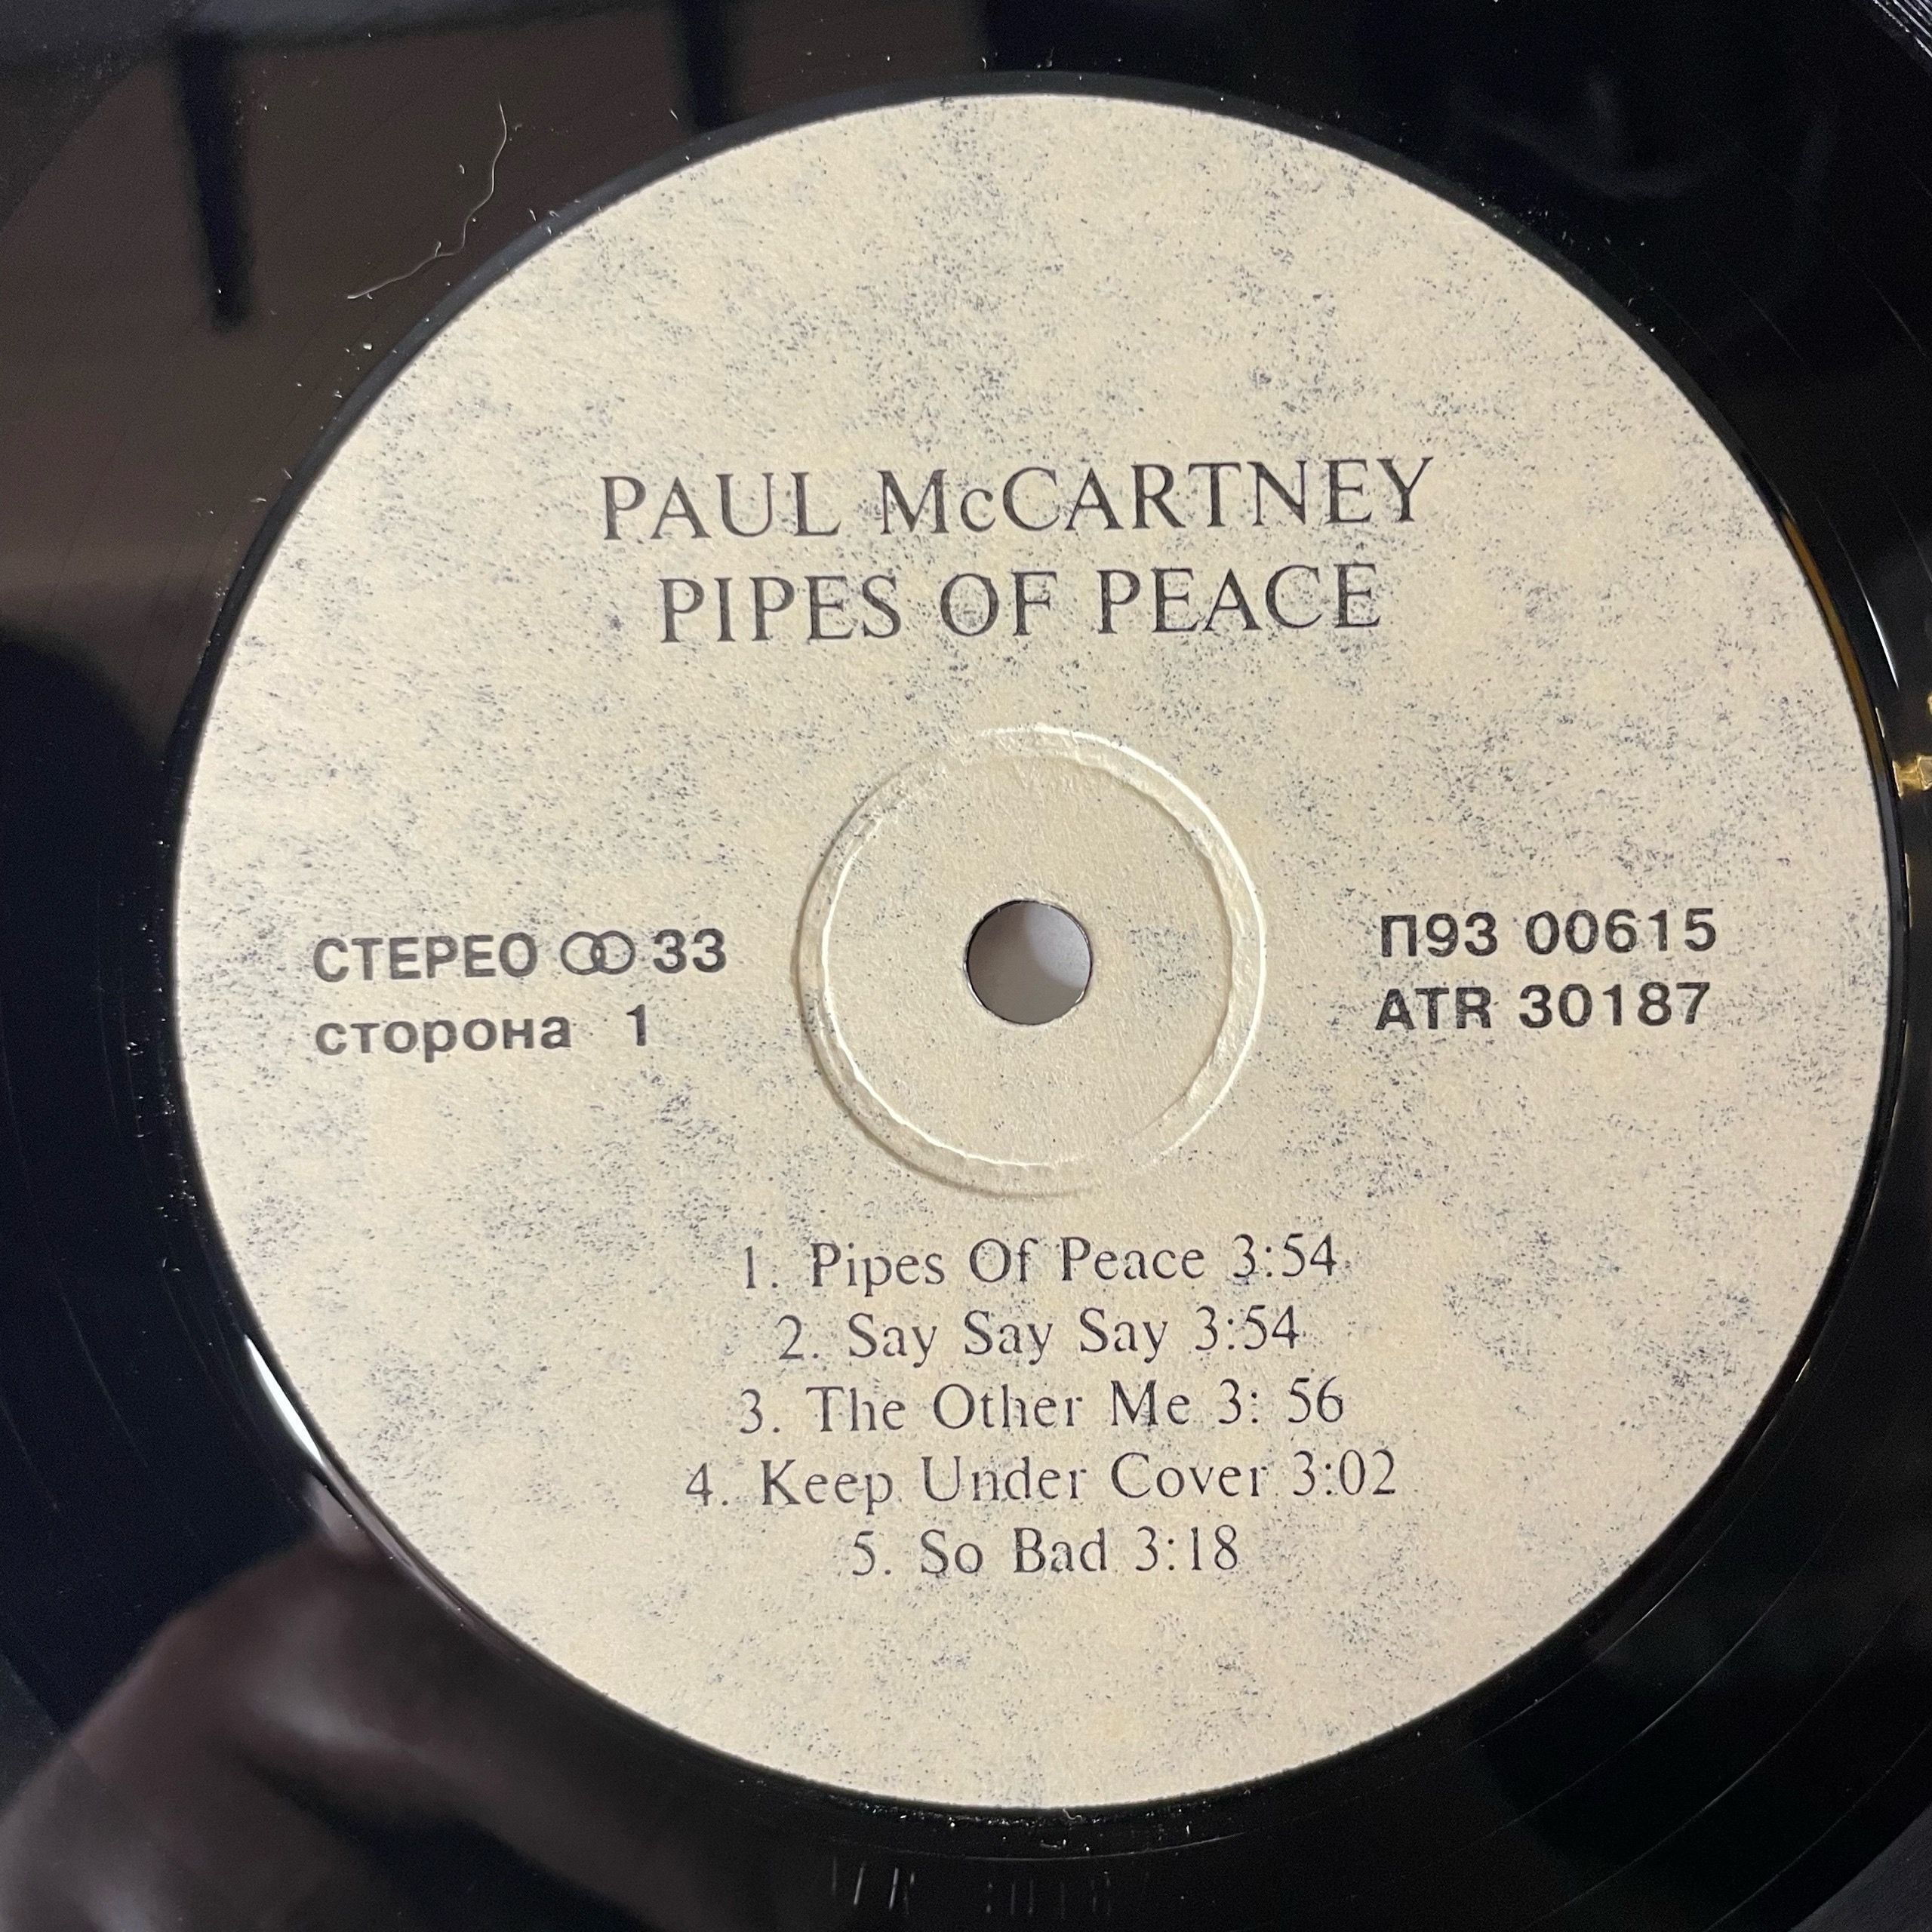 PAUL McCARTNEY
PIPES OF PEACE
СТЕРЕО 33
сторона 1
П93 00615
ATR 30187
1. Pipes Of Peace 3:54
2. Say Say Say 3:54
3. The Other Me 3: 56
4. Keep Under Cover 3:02
5. So Bad 3:18